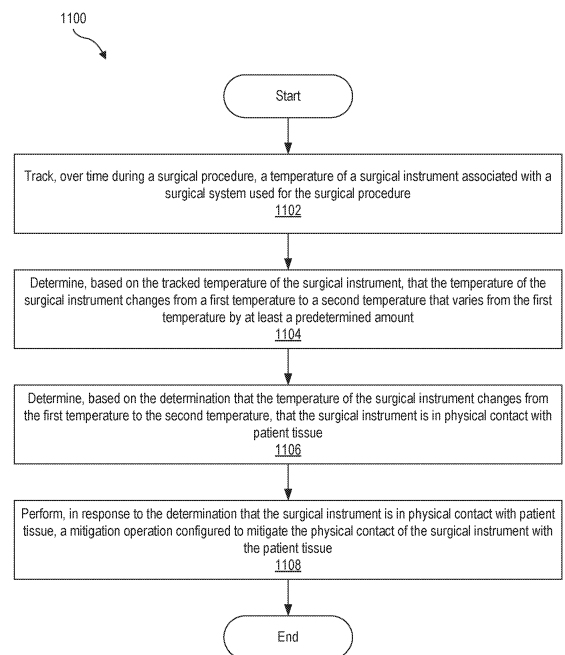 1100
Start
Track, over time during a surgical procedure, a temperature of a surgical instrument associated with a
surgical system used for the surgical procedure
1102
Determine, based on the tracked temperature of the surgical instrument, that the temperature of the
surgical instrument changes from a first temperature to a second temperature that varies from the first
temperature by at least a predetermined amount
1104
Determine, based on the determination that the temperature of the surgical instrument changes from
the first temperature to the second temperature, that the surgical instrument is in physical contact with
patient tissue
1106
Perform, in response to the determination that the surgical instrument is in physical contact with patient
tissue, a mitigation operation configured to mitigate the physical contact of the surgical instrument with
the patient tissue
1108
End